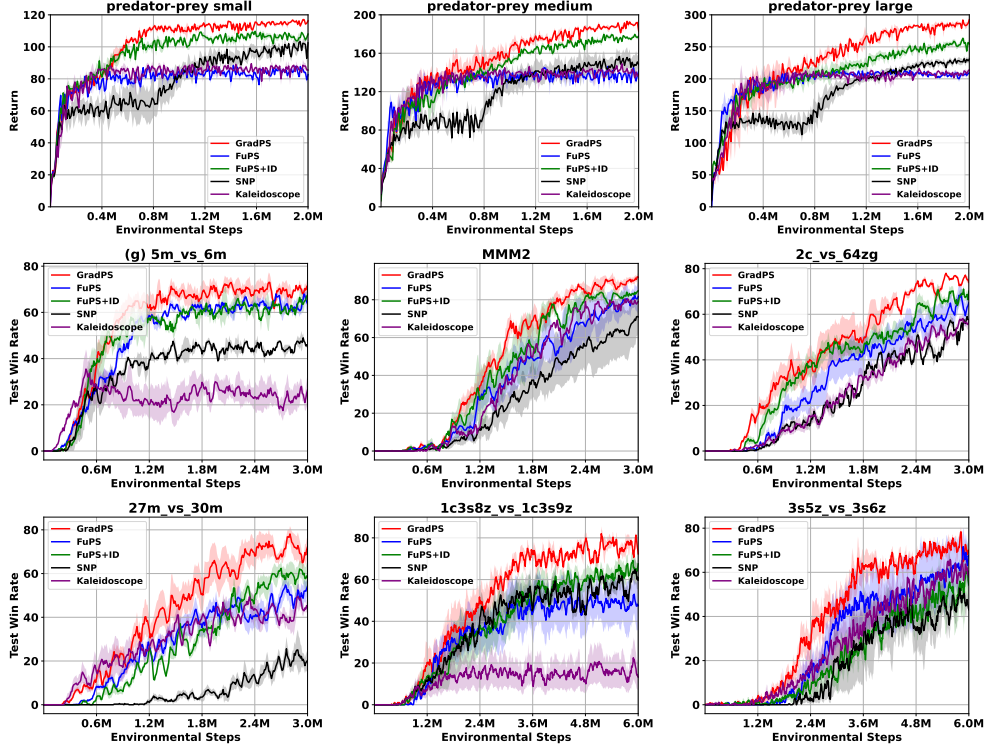 predator-prey small
Return
120
100
80
60
40
20
0
GradPS
FuPS
FuPS+ID
SNP
Kaleidoscope
0.4M 0.8M 1.2M 1.6M 2.0M
Environmental Steps
predator-prey medium
Return
200
160
120
80
40
0
GradPS
FuPS
FuPS+ID
SNP
Kaleidoscope
0.4M 0.8M 1.2M 1.6M 2.0M
Environmental Steps
predator-prey large
Return
300
250
200
150
100
50
0
GradPS
FuPS
FuPS+ID
SNP
Kaleidoscope
0.4M 0.8M 1.2M 1.6M 2.0M
Environmental Steps
(g) 5m_vs_6m
Test Win Rate
80
60
40
20
0
GradPS
FuPS
FuPS+ID
SNP
Kaleidoscope
0.6M 1.2M 1.8M 2.4M 3.0M
Environmental Steps
MMM2
Test Win Rate
80
60
40
20
0
GradPS
FuPS
FuPS+ID
SNP
Kaleidoscope
0.6M 1.2M 1.8M 2.4M 3.0M
Environmental Steps
2c_vs_64zg
Test Win Rate
80
60
40
20
0
GradPS
FuPS
FuPS+ID
SNP
Kaleidoscope
0.6M 1.2M 1.8M 2.4M 3.0M
Environmental Steps
27m_vs_30m
Test Win Rate
80
60
40
20
0
GradPS
FuPS
FuPS+ID
SNP
Kaleidoscope
0.6M 1.2M 1.8M 2.4M 3.0M
Environmental Steps
1c3s8z_vs_1c3s9z
Test Win Rate
80
60
40
20
0
GradPS
FuPS
FuPS+ID
SNP
Kaleidoscope
1.2M 2.4M 3.6M 4.8M 6.0M
Environmental Steps
3s5z_vs_3s6z
Test Win Rate
80
60
40
20
0
GradPS
FuPS
FuPS+ID
SNP
Kaleidoscope
1.2M 2.4M 3.6M 4.8M 6.0M
Environmental Steps